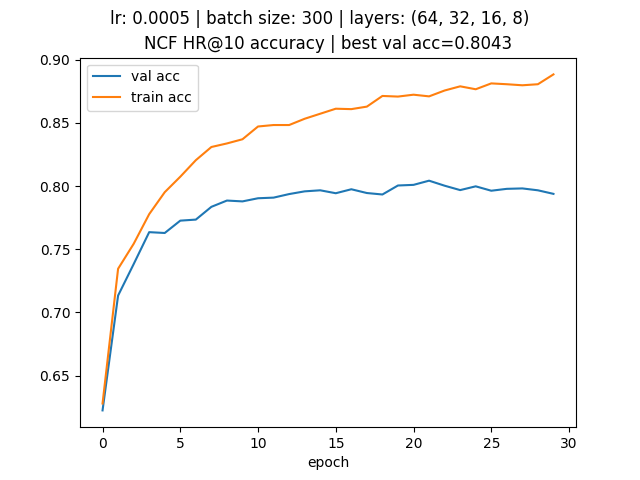 lr: 0.0005 | batch size: 300 | layers: (64, 32, 16, 8)
NCF HR@10 accuracy | best val acc=0.8043
val acc
train acc
0.90
0.85
0.80
0.75
0.70
0.65
0 5 10 15 20 25 30
epoch